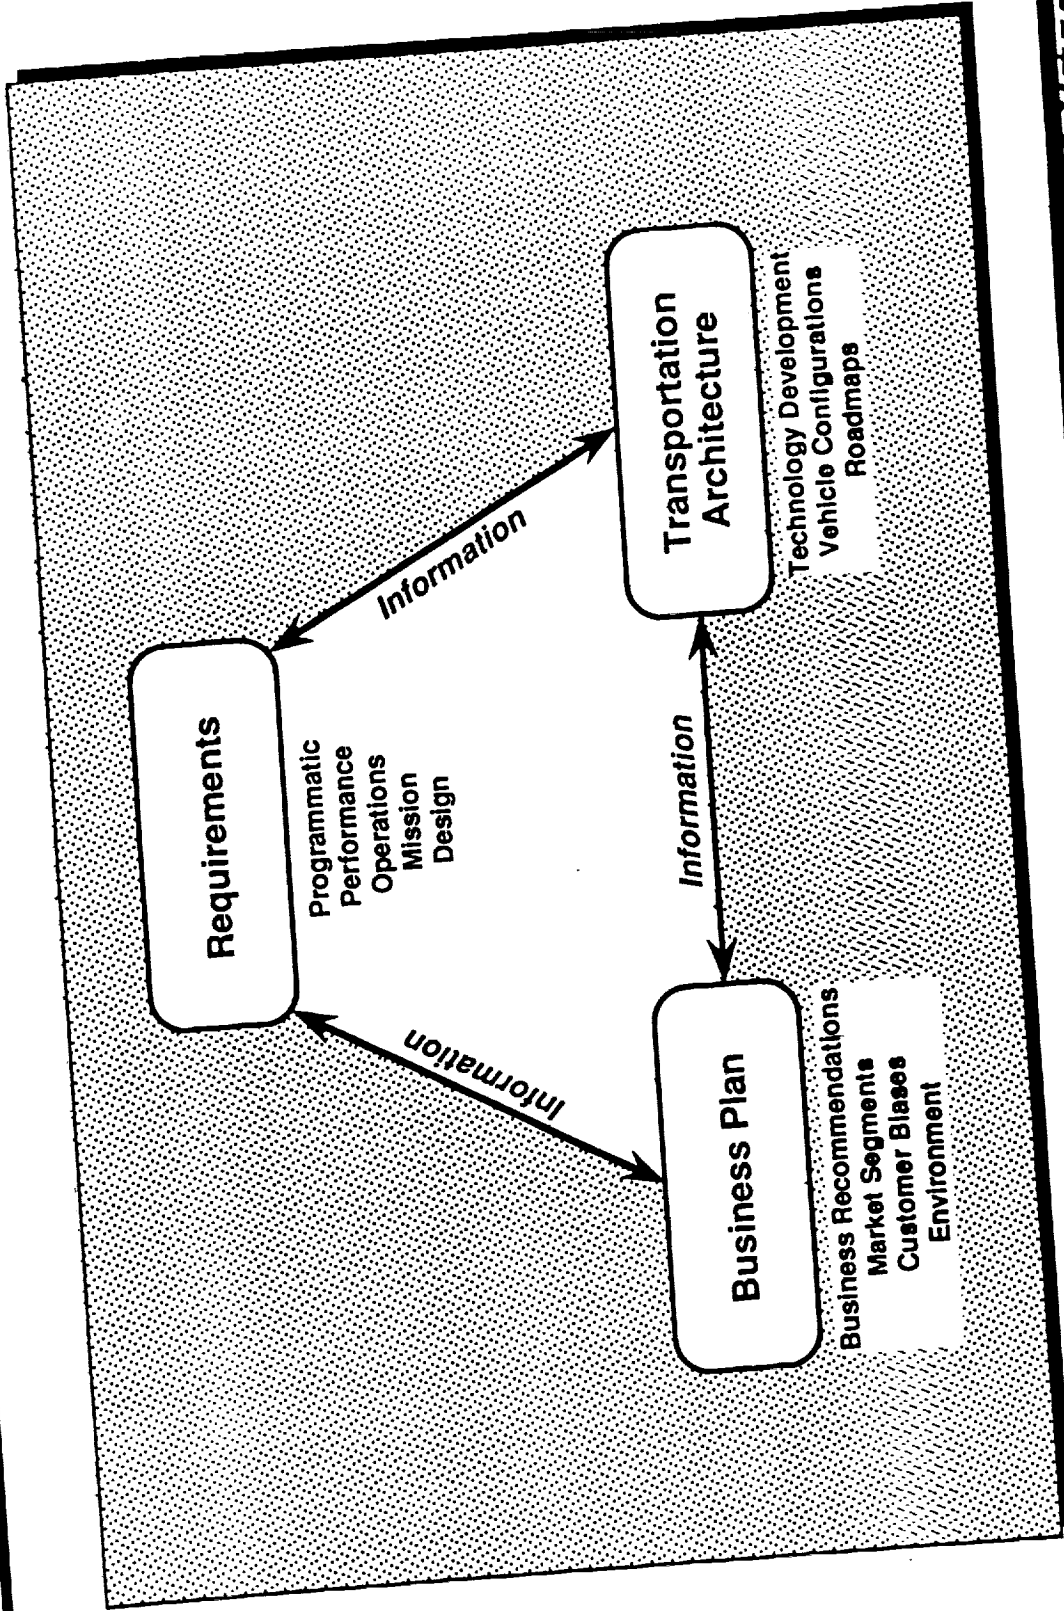 Requirements
Programmatic
Performance
Operations
Mission
Design
Information
Information
Information
Business Plan
Business Recommendations
Market Segments
Customer Biases
Environment
Transportation
Architecture
Technology Development
Vehicle Configurations
Roadmaps